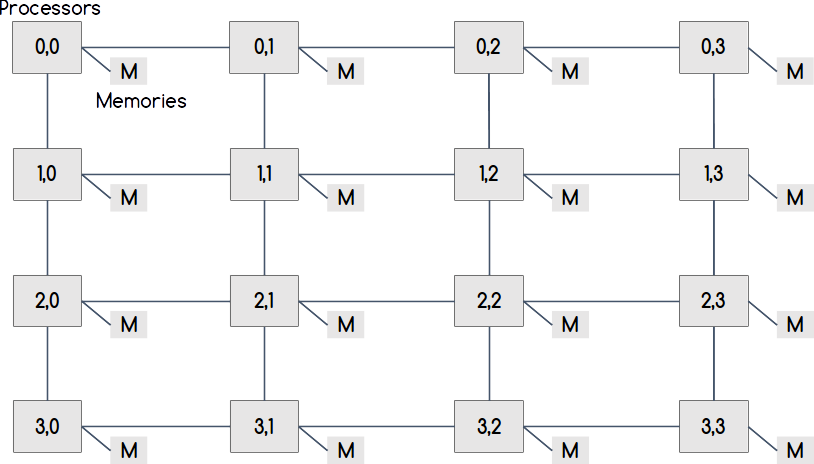 Processors
0,0 0,1 0,2 0,3
M M M M
Memories
1,0 1,1 1,2 1,3
M M M M
2,0 2,1 2,2 2,3
M M M M
3,0 3,1 3,2 3,3
M M M M